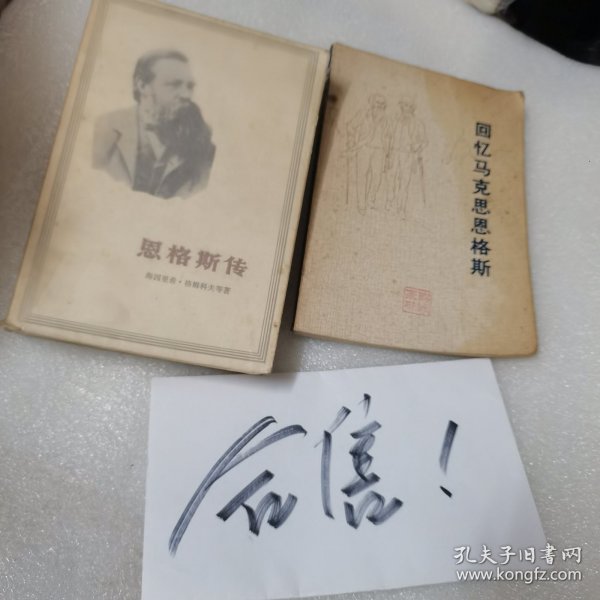 恩格斯传
海因里希·格姆科夫等著
回忆马克思恩格斯
合售！
孔夫子旧书网
www.kongfz.com